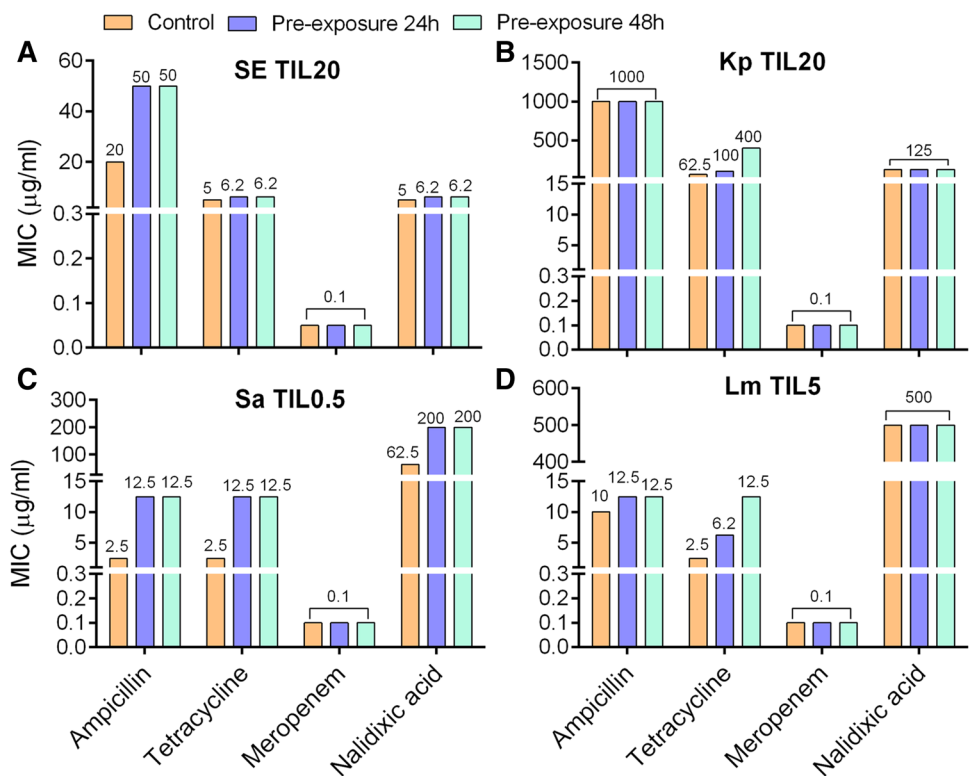 Control Pre-exposure 24h Pre-exposure 48h
A
SE TIL20
MIC (μg/ml)
60
40
20
0.3
0.2
0.1
0.0
20 50 50
5 6.2 6.2
0.1
5 6.2 6.2
B
Kp TIL20
1500
1000
500
15
10
5
0.3
0.2
0.1
0.0
1000
62.5 100 400
0.1
125
C
Sa TIL0.5
MIC (μg/ml)
300
200
100
15
10
5
0.3
0.2
0.1
0.0
2.5 12.5 12.5
2.5 12.5 12.5
0.1
62.5 200 200
Ampicillin
Tetracycline
Meropenem
Nalidixic acid
D
Lm TIL5
600
500
400
15
10
5
0.3
0.2
0.1
0.0
10 12.5 12.5
2.5 6.2 12.5
0.1
500
Ampicillin
Tetracycline
Meropenem
Nalidixic acid